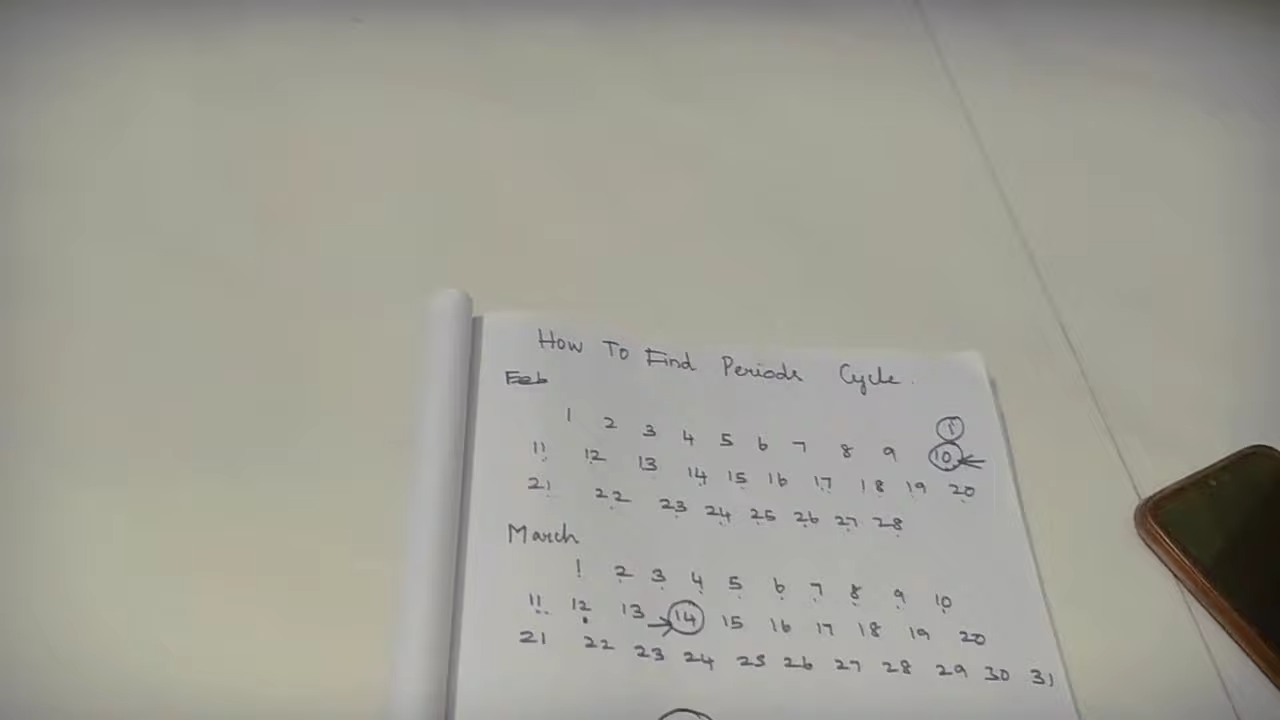 How To Find Periods Cycle.
Feb
1 2 3 4 5 6 7 8 9 10
11 12 13 14 15 16 17 18 19 20
21 22 23 24 25 26 27 28
March
1 2 3 4 5 6 7 8 9 10
11 12 13 14 15 16 17 18 19 20
21 22 23 24 25 26 27 28 29 30 31